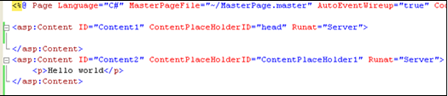 <%@ Page Language="C#" MasterPageFile="~/MasterPage.master" AutoEventWireup="true" Co
<asp:Content ID="Content1" ContentPlaceHolderID="head" Runat="Server">
</asp:Content>
<asp:Content ID="Content2" ContentPlaceHolderID="ContentPlaceHolder1" Runat="Server">
<p>Hello world</p>
</asp:Content>